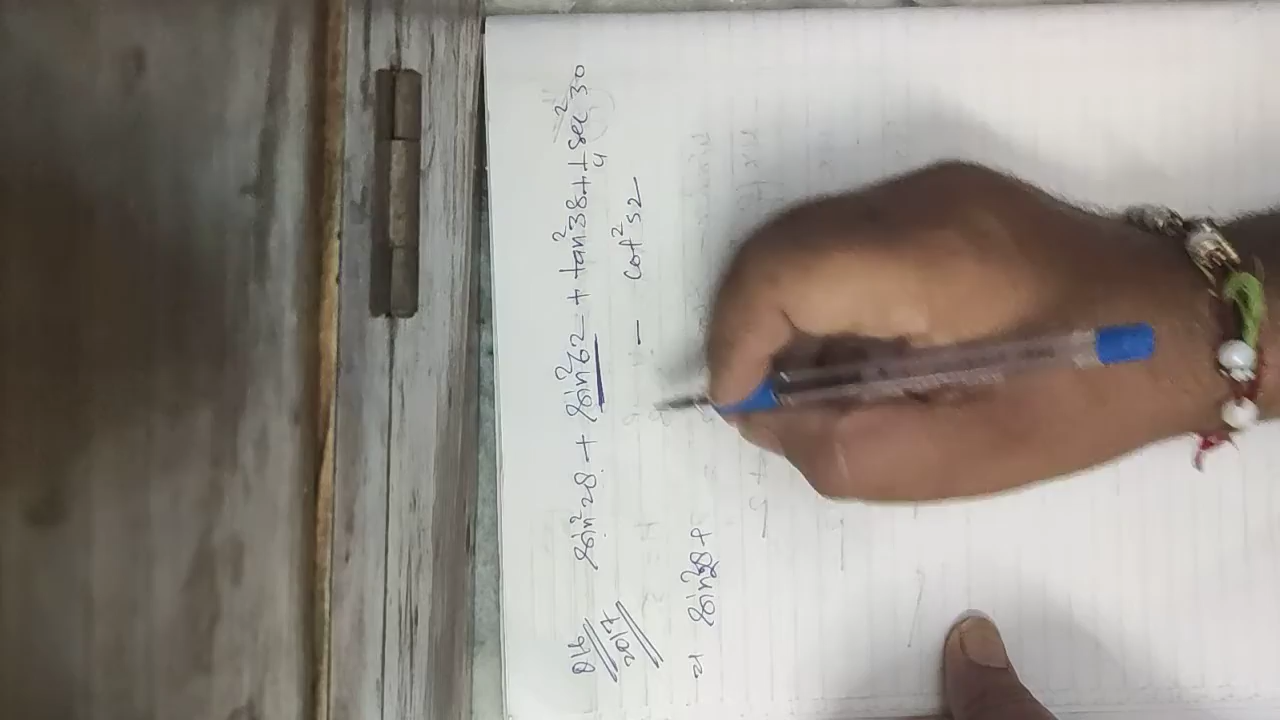 Q16 sin²28 + sin²62 + tan²38 + 1/4 sec²30
2017 - cot²52
= sin²28 +